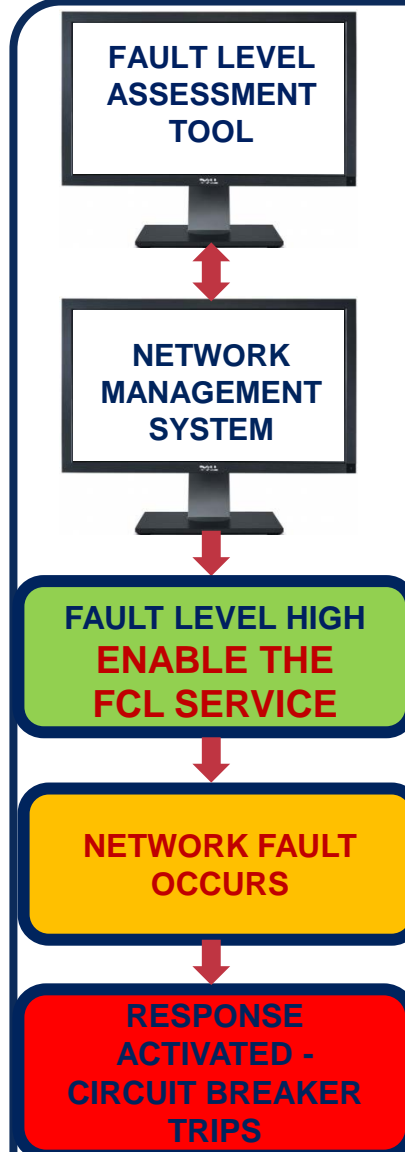 FAULT LEVEL
ASSESSMENT
TOOL
NETWORK
MANAGEMENT
SYSTEM
FAULT LEVEL HIGH
ENABLE THE
FCL SERVICE
NETWORK FAULT
OCCURS
RESPONSE
ACTIVATED -
CIRCUIT BREAKER
TRIPS